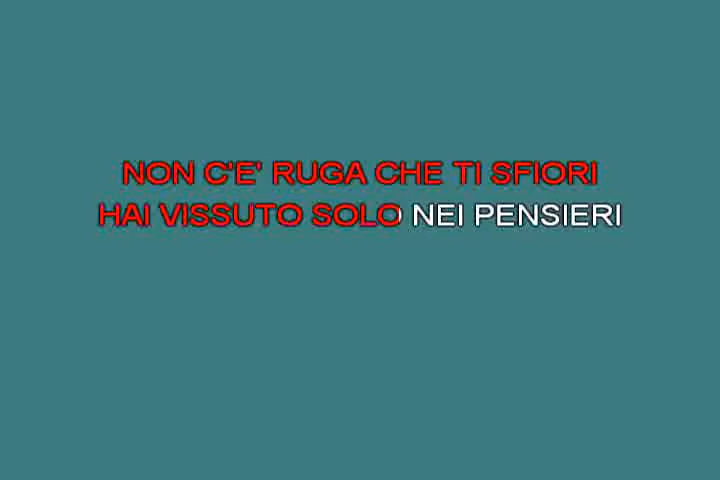 NON C'E' RUGA CHE TI SFIORI
HAI VISSUTO SOLO NEI PENSIERI